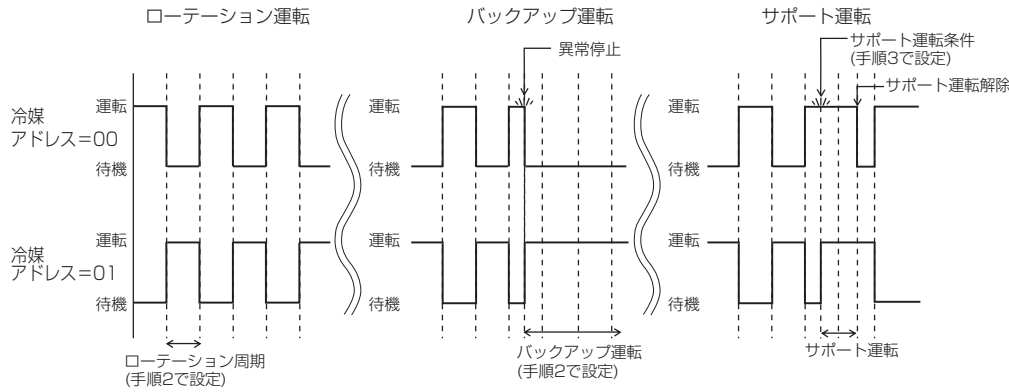 ローテーション運転
バックアップ運転
サポート運転
異常停止
サポート運転条件
(手順3で設定)
サポート運転解除
冷媒
アドレス=00
運転
待機
運転
待機
運転
待機
冷媒
アドレス=01
運転
待機
運転
待機
運転
待機
ローテーション周期
(手順2で設定)
バックアップ運転
(手順2で設定)
サポート運転